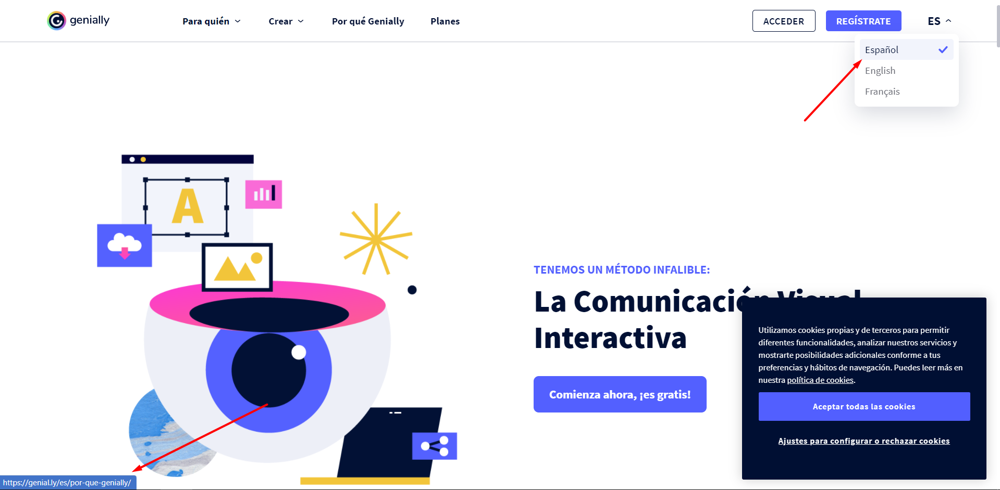 genially
Para quién
Crear
Por qué Genially
Planes
ACCEDER
REGÍSTRATE
ES
Español
English
Français
A
TENEMOS UN MÉTODO INFALIBLE:
La Comunicación Visual
Interactiva
Comienza ahora, ¡es gratis!
Utilizamos cookies propias y de terceros para permitir
diferentes funcionalidades, analizar nuestros servicios y
mostrarte posibilidades adicionales conforme a tus
preferencias y hábitos de navegación. Puedes leer más en
nuestra política de cookies.
Aceptar todas las cookies
Ajustes para configurar o rechazar cookies
https://genial.ly/es/por-que-genially/